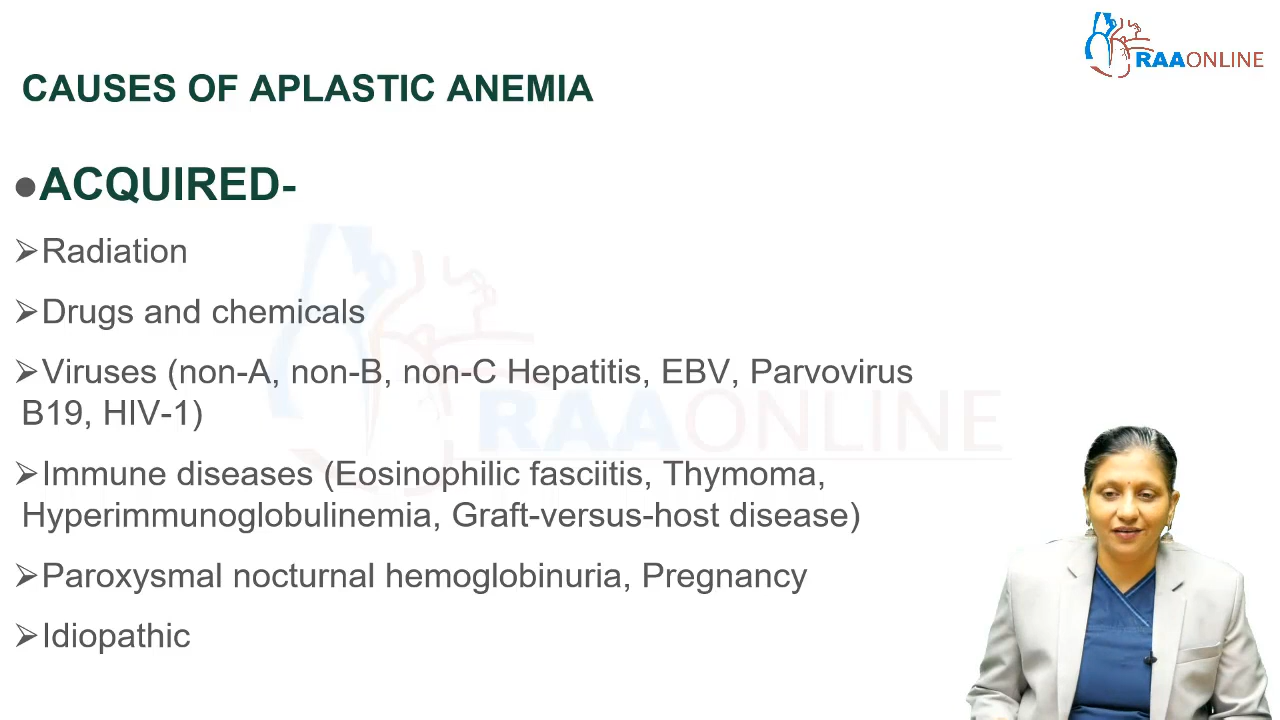 RAAONLINE
CAUSES OF APLASTIC ANEMIA
●ACQUIRED-
➢Radiation
➢Drugs and chemicals
➢Viruses (non-A, non-B, non-C Hepatitis, EBV, Parvovirus
B19, HIV-1)
➢Immune diseases (Eosinophilic fasciitis, Thymoma,
Hyperimmunoglobulinemia, Graft-versus-host disease)
➢Paroxysmal nocturnal hemoglobinuria, Pregnancy
➢Idiopathic
RAAONLINE